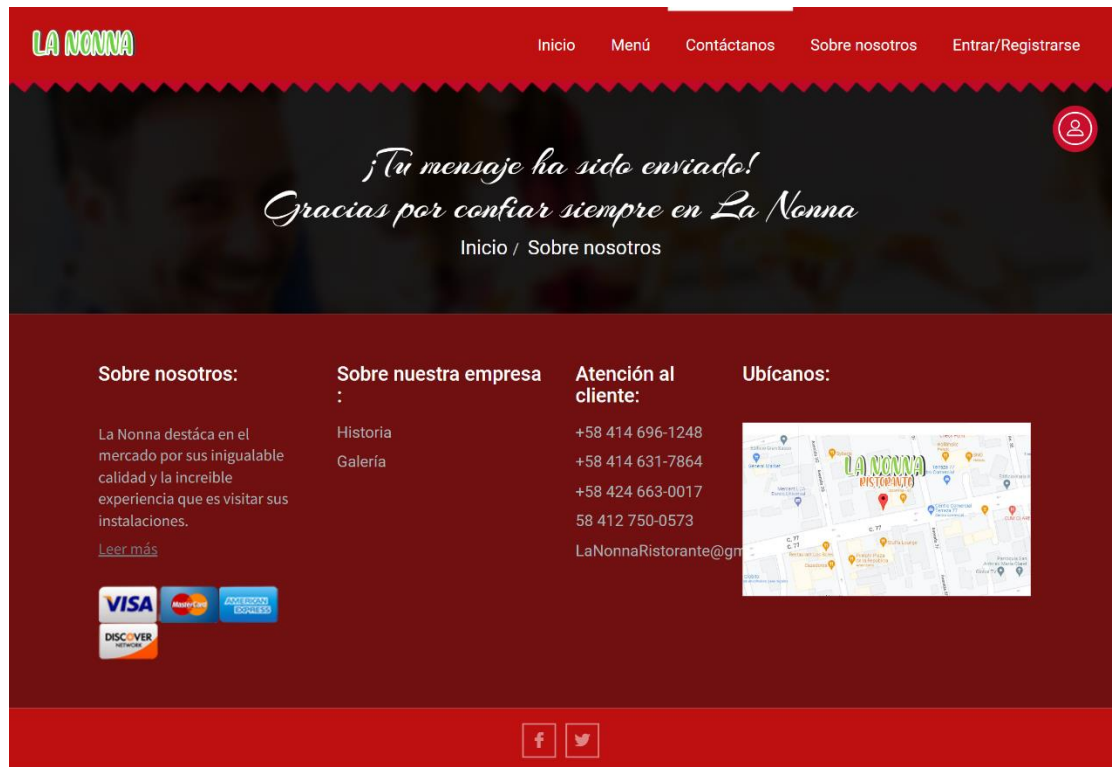 LA NONNA
Inicio Menú Contáctanos Sobre nosotros Entrar/Registrarse
¡Tu mensaje ha sido enviado!
Gracias por confiar siempre en La Nonna
Inicio / Sobre nosotros
Sobre nosotros:
La Nonna destáca en el
mercado por sus inigualable
calidad y la increible
experiencia que es visitar sus
instalaciones.
Leer más
VISA MasterCard AMERICAN EXPRESS
DISCOVER
NETWORK
Sobre nuestra empresa
:
Historia
Galería
Atención al
cliente:
+58 414 696-1248
+58 414 631-7864
+58 424 663-0017
58 412 750-0573
LaNonnaRistorante@gm
Ubícanos:
LA NONNA
RISTORANTE
C. 77
C. 77
C. 77